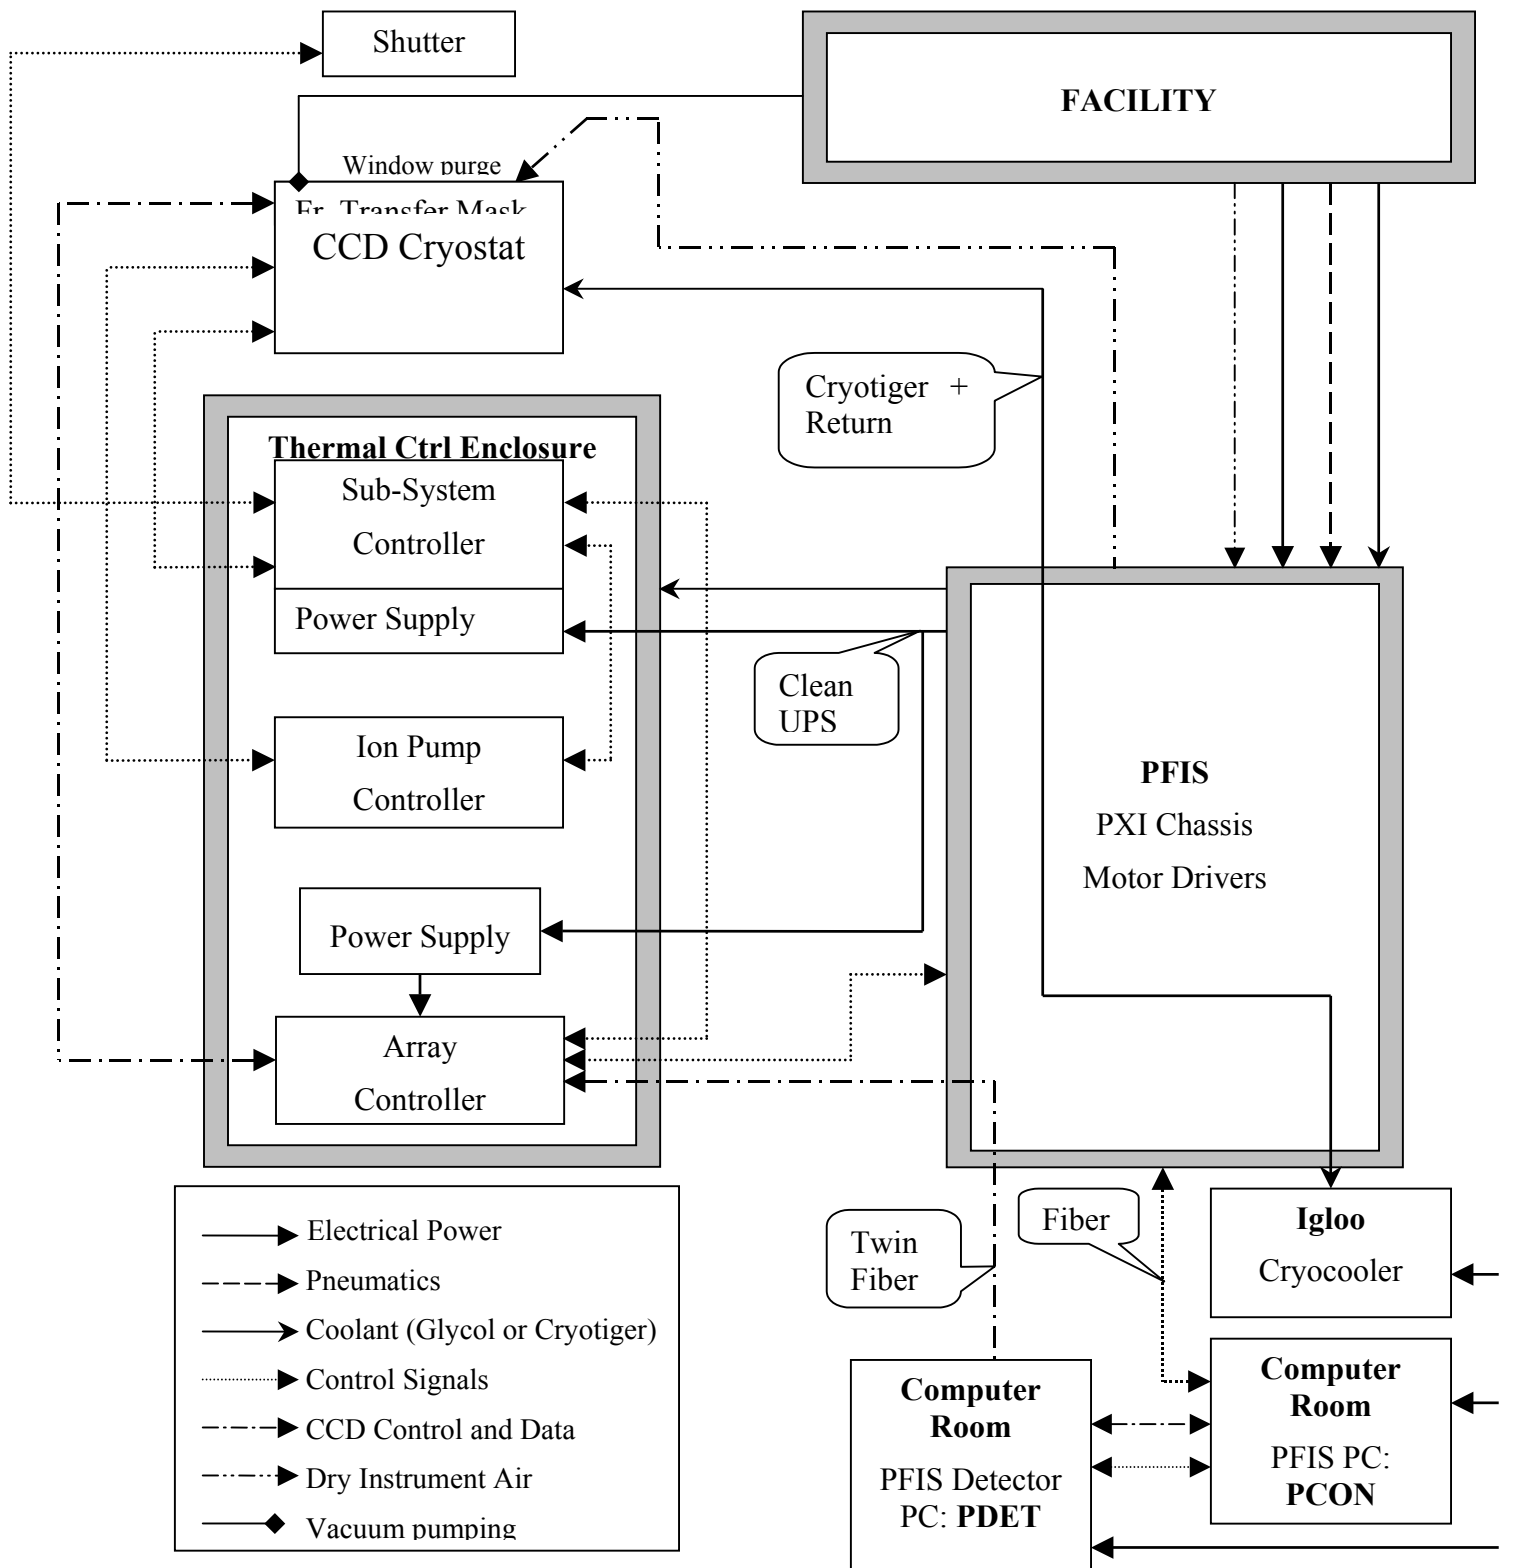 Shutter
FACILITY
Window purge
Fr. Transfer Mask
CCD Cryostat
Cryotiger +
Return
Thermal Ctrl Enclosure
Sub-System
Controller
Power Supply
Clean
UPS
Ion Pump
Controller
PFIS
PXI Chassis
Motor Drivers
Power Supply
Array
Controller
Electrical Power
Pneumatics
Coolant (Glycol or Cryotiger)
Control Signals
CCD Control and Data
Dry Instrument Air
Vacuum pumping
Twin
Fiber
Fiber
Igloo
Cryocooler
Computer
Room
PFIS Detector
PC: PDET
Computer
Room
PFIS PC:
PCON